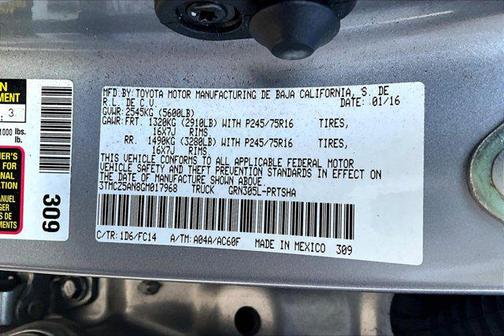 MFD.BY: TOYOTA MOTOR MANUFACTURING DE BAJA CALIFORNIA, S. DE
R.L. DE C.V. DATE: 01/16
GVWR: 2545KG (5600LB)
GAWR: FRT. 1320KG (2910LB) WITH P245/75R16 TIRES,
16X7J RIMS
RR. 1490KG (3280LB) WITH P245/75R16 TIRES,
16X7J RIMS
THIS VEHICLE CONFORMS TO ALL APPLICABLE FEDERAL MOTOR
VEHICLE SAFETY AND THEFT PREVENTION STANDARDS IN EFFECT ON
THE DATE OF MANUFACTURE SHOWN ABOVE.
3TMCZ5AN8GM017968 TRUCK GRN305L-PRTSHA
C/TR: 1D6/FC14 A/TM: A04A/AC60F MADE IN MEXICO 309
309
1000 lbs.